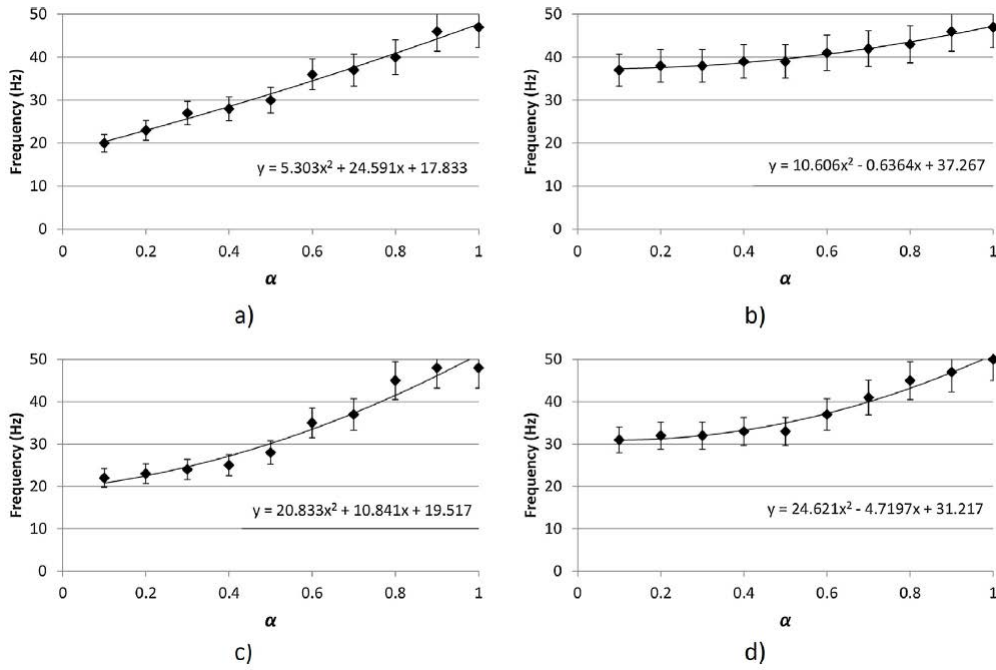 50
40
30
20
10
0
Frequency (Hz)
y = 5.303x² + 24.591x + 17.833
0 0.2 0.4 0.6 0.8 1
α
a)
50
40
30
20
10
0
Frequency (Hz)
y = 10.606x² - 0.6364x + 37.267
0 0.2 0.4 0.6 0.8 1
α
b)
50
40
30
20
10
0
Frequency (Hz)
y = 20.833x² + 10.841x + 19.517
0 0.2 0.4 0.6 0.8 1
α
c)
50
40
30
20
10
0
Frequency (Hz)
y = 24.621x² - 4.7197x + 31.217
0 0.2 0.4 0.6 0.8 1
α
d)